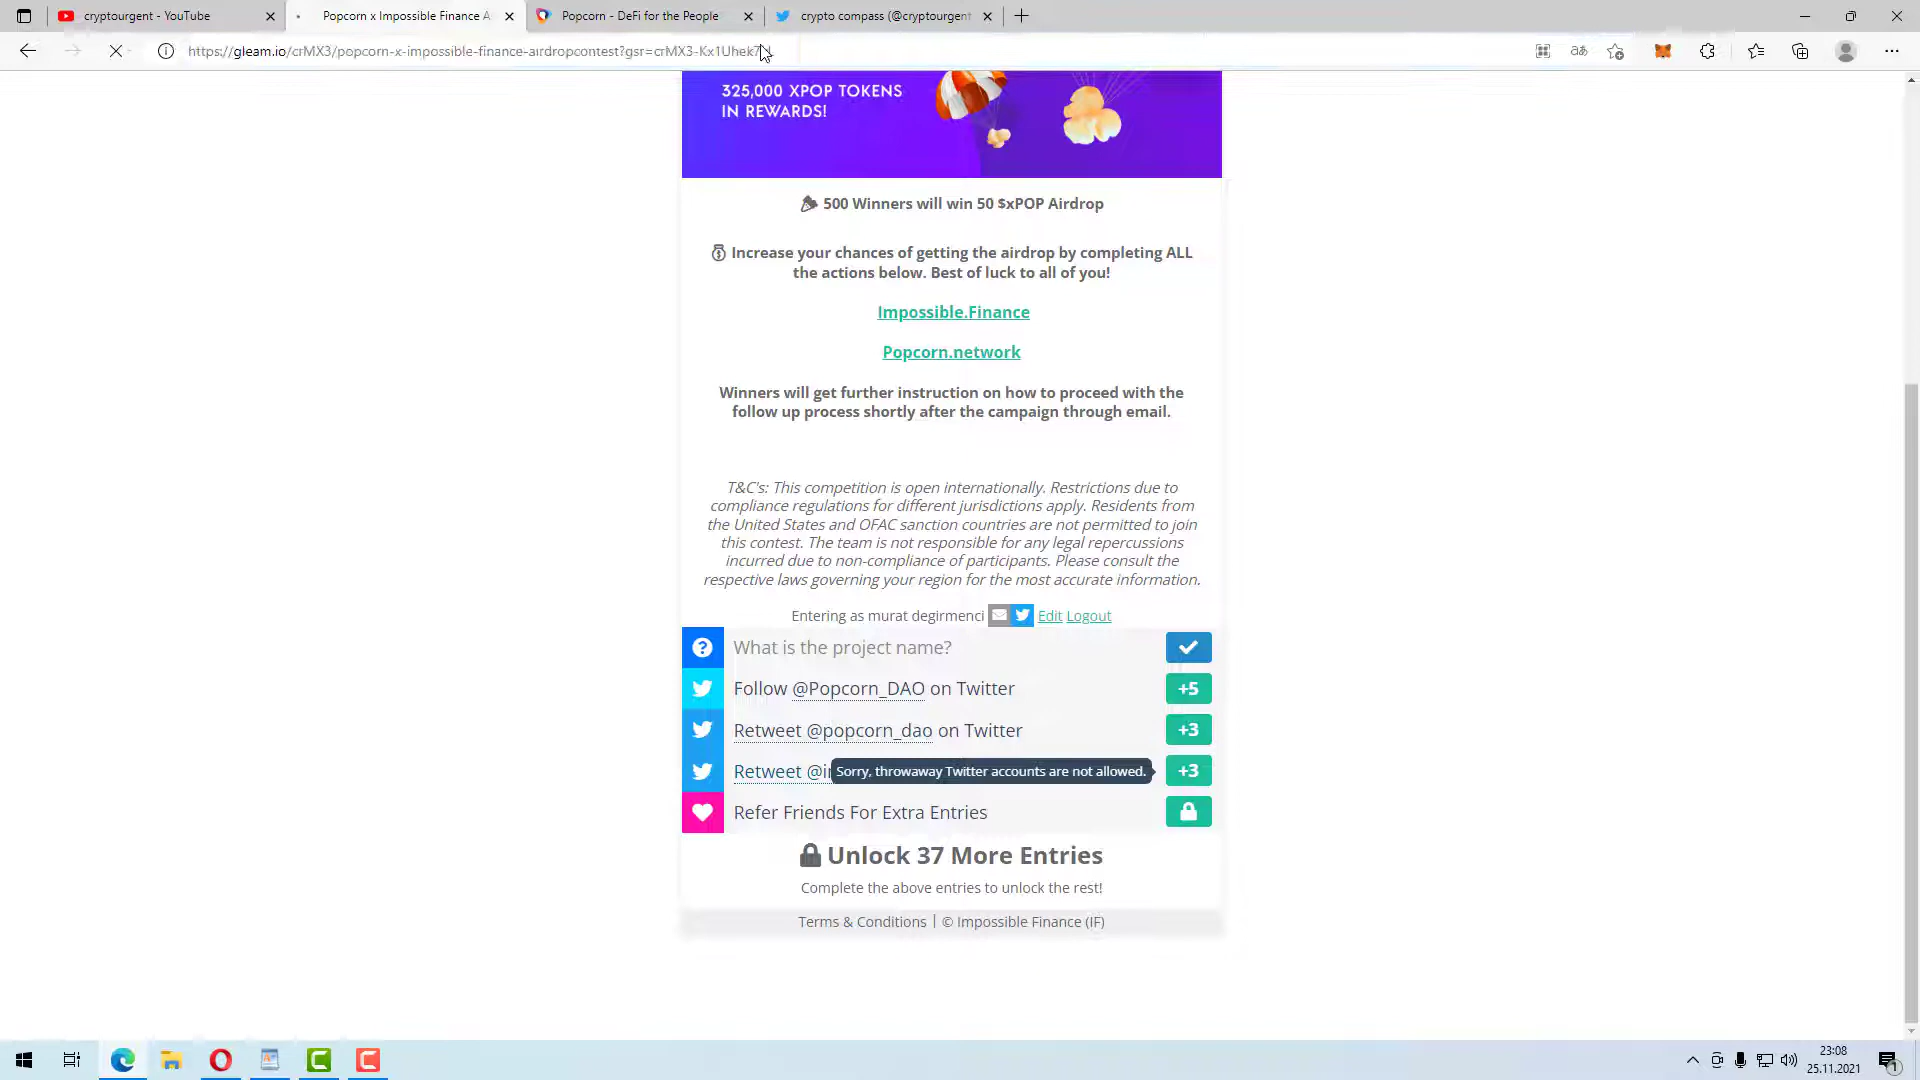 cryptourgent - YouTube
Popcorn x Impossible Finance A
Popcorn - DeFi for the People
crypto compass (@cryptourgent
https://gleam.io/crMX3/popcorn-x-impossible-finance-airdropcontest?gsr=crMX3-Kx1Uhek
325,000 XPOP TOKENS
IN REWARDS!
500 Winners will win 50 $xPOP Airdrop
Increase your chances of getting the airdrop by completing ALL
the actions below. Best of luck to all of you!
Impossible.Finance
Popcorn.network
Winners will get further instruction on how to proceed with the
follow up process shortly after the campaign through email.
T&C's: This competition is open internationally. Restrictions due to
compliance regulations for different jurisdictions apply. Residents from
the United States and OFAC sanction countries are not permitted to join
this contest. The team is not responsible for any legal repercussions
incurred due to non-compliance of participants. Please consult the
respective laws governing your region for the most accurate information.
Entering as murat degirmenci Edit Logout
What is the project name?
Follow @Popcorn_DAO on Twitter +5
Retweet @popcorn_dao on Twitter +3
Retweet @i Sorry, throwaway Twitter accounts are not allowed. +3
Refer Friends For Extra Entries
Unlock 37 More Entries
Complete the above entries to unlock the rest!
Terms & Conditions | © Impossible Finance (IF)
23:08
25.11.2021
1